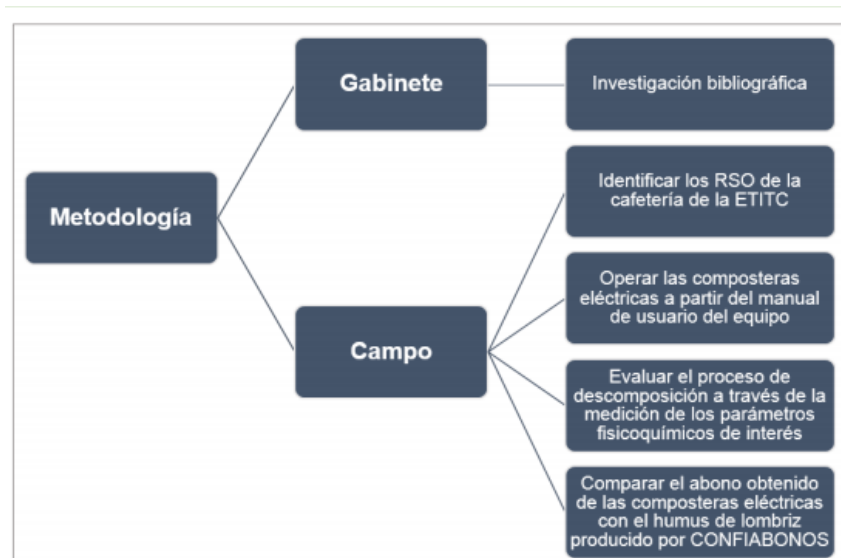 Metodología
Gabinete
Investigación bibliográfica
Campo
Identificar los RSO de la
cafetería de la ETITC
Operar las composteras
eléctricas a partir del manual
de usuario del equipo
Evaluar el proceso de
descomposición a través de la
medición de los parámetros
fisicoquímicos de interés
Comparar el abono obtenido
de las composteras eléctricas
con el humus de lombriz
producido por CONFIABONOS